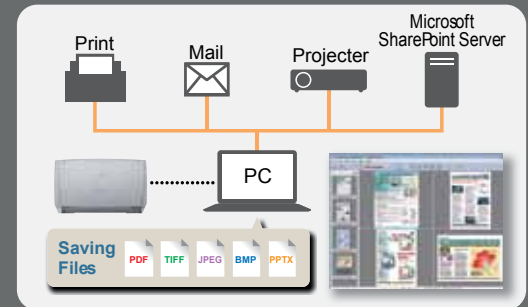 Microsoft
SharePoint Server
Print
Mail
Projecter
PC
Saving
Files
PDF
TIFF
JPEG
BMP
PPTX